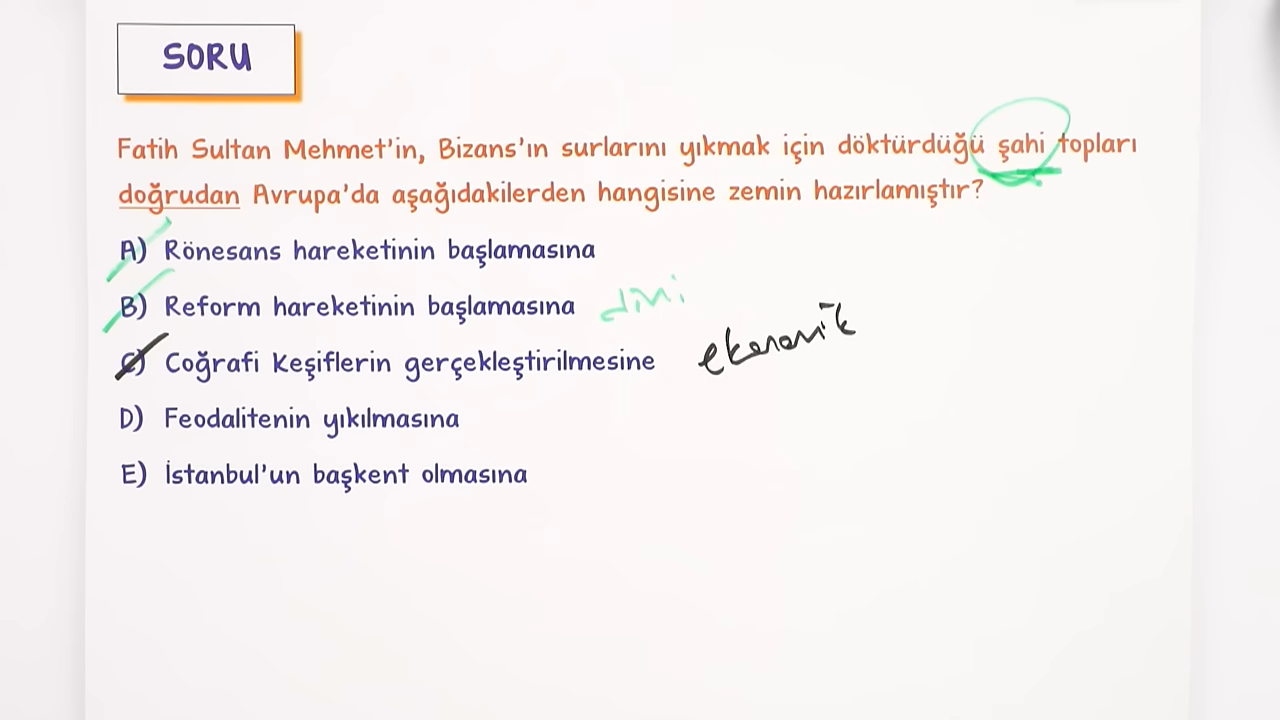 SORU
Fatih Sultan Mehmet'in, Bizans'ın surlarını yıkmak için döktürdüğü şahi topları
doğrudan Avrupa'da aşağıdakilerden hangisine zemin hazırlamıştır?
A) Rönesans hareketinin başlamasına
B) Reform hareketinin başlamasına dini
C) Coğrafi Keşiflerin gerçekleştirilmesine ekonomik
D) Feodalitenin yıkılmasına
E) İstanbul'un başkent olmasına